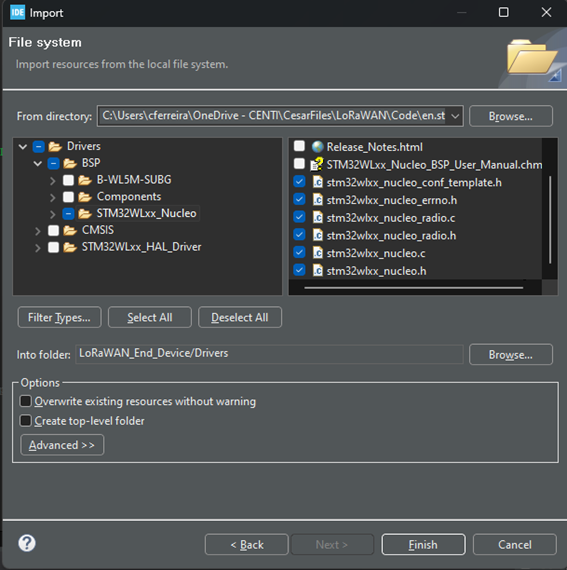 IDE Import
File system
Import resources from the local file system.
From directory: C:\Users\cferreira\OneDrive - CENTI\CesarFiles\LoRaWAN\Code\en.st
Browse...
Drivers
BSP
B-WL5M-SUBG
Components
STM32WLxx_Nucleo
CMSIS
STM32WLxx_HAL_Driver
Release_Notes.html
STM32WLxx_Nucleo_BSP_User_Manual.chm
stm32wlxx_nucleo_conf_template.h
stm32wlxx_nucleo_errno.h
stm32wlxx_nucleo_radio.c
stm32wlxx_nucleo_radio.h
stm32wlxx_nucleo.c
stm32wlxx_nucleo.h
Filter Types... Select All Deselect All
Into folder: LoRaWAN_End_Device/Drivers Browse...
Options
Overwrite existing resources without warning
Create top-level folder
Advanced >>
? < Back Next > Finish Cancel